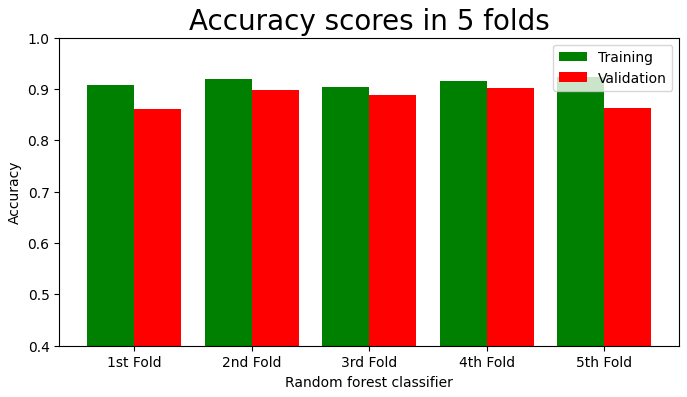 Accuracy scores in 5 folds
Training
Validation
Accuracy
1.0
0.9
0.8
0.7
0.6
0.5
0.4
1st Fold 2nd Fold 3rd Fold 4th Fold 5th Fold
Random forest classifier